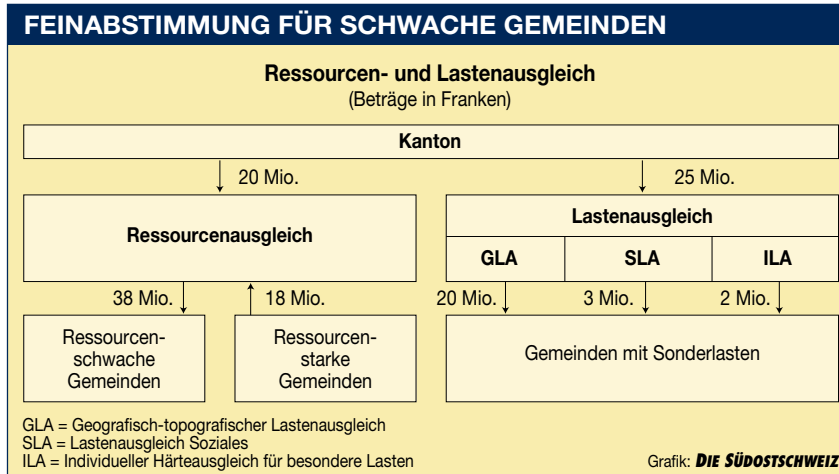 FEINABSTIMMUNG FÜR SCHWACHE GEMEINDEN
Ressourcen- und Lastenausgleich
(Beträge in Franken)
Kanton
20 Mio.
25 Mio.
Ressourcenausgleich
Lastenausgleich
GLA
SLA
ILA
38 Mio.
18 Mio.
20 Mio.
3 Mio.
2 Mio.
Ressourcen-
schwache
Gemeinden
Ressourcen-
starke
Gemeinden
Gemeinden mit Sonderlasten
GLA = Geografisch-topografischer Lastenausgleich
SLA = Lastenausgleich Soziales
ILA = Individueller Härteausgleich für besondere Lasten
Grafik: DIE SÜDOSTSCHWEIZ